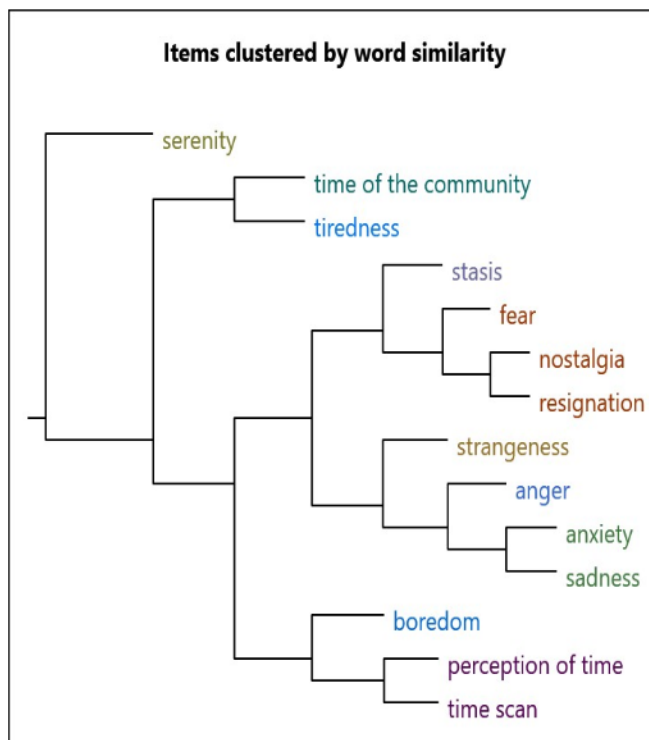 Items clustered by word similarity
serenity
time of the community
tiredness
stasis
fear
nostalgia
resignation
strangeness
anger
anxiety
sadness
boredom
perception of time
time scan